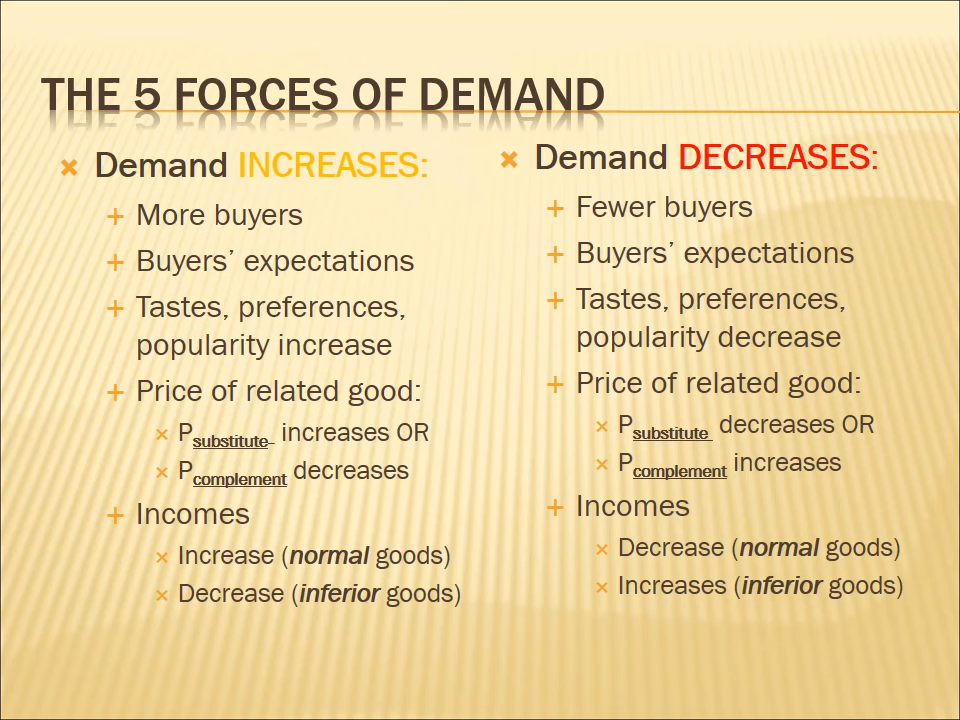 THE 5 FORCES OF DEMAND
Demand INCREASES:
More buyers
Buyers’ expectations
Tastes, preferences,
popularity increase
Price of related good:
Psubstitute increases OR
Pcomplement decreases
Incomes
Increase (normal goods)
Decrease (inferior goods)
Demand DECREASES:
Fewer buyers
Buyers’ expectations
Tastes, preferences,
popularity decrease
Price of related good:
Psubstitute decreases OR
Pcomplement increases
Incomes
Decrease (normal goods)
Increases (inferior goods)